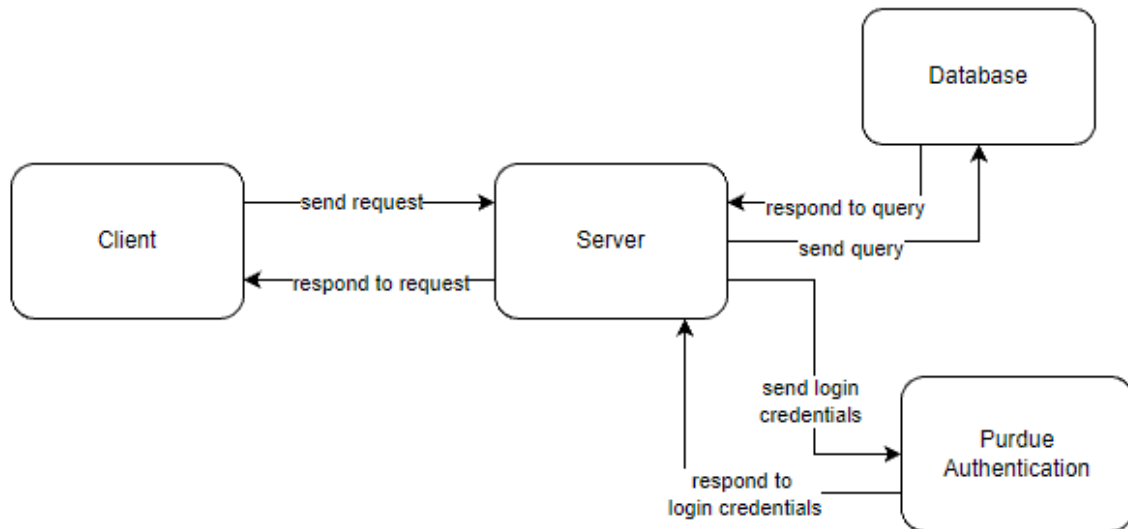 Database
Client
send request
respond to request
Server
respond to query
send query
send login
credentials
respond to
login credentials
Purdue
Authentication